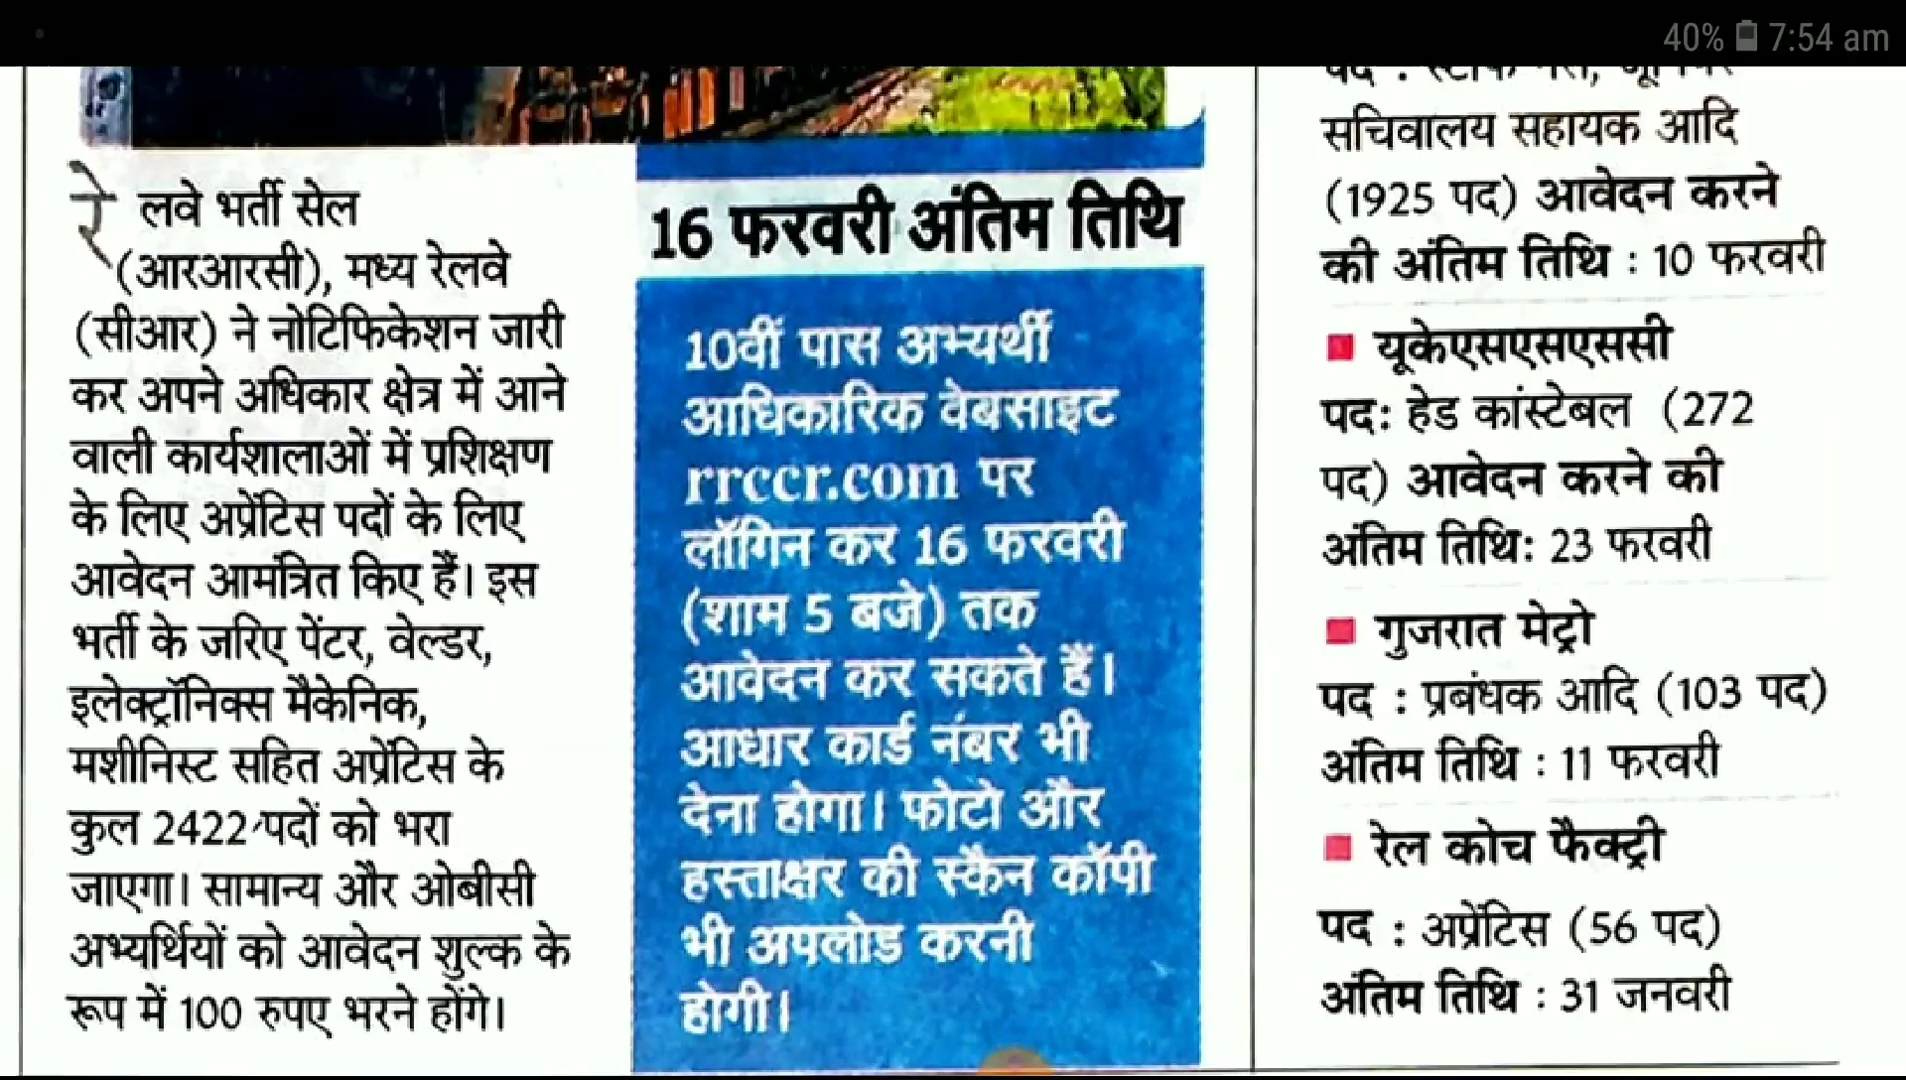 40% 7:54 am
रेलवे भर्ती सेल
(आरआरसी), मध्य रेलवे
(सीआर) ने नोटिफिकेशन जारी
कर अपने अधिकार क्षेत्र में आने
वाली कार्यशालाओं में प्रशिक्षण
के लिए अप्रेंटिस पदों के लिए
आवेदन आमंत्रित किए हैं। इस
भर्ती के जरिए पेंटर, वेल्डर,
इलेक्ट्रॉनिक्स मैकेनिक,
मशीनिस्ट सहित अप्रेंटिस के
कुल 2422 पदों को भरा
जाएगा। सामान्य और ओबीसी
अभ्यर्थियों को आवेदन शुल्क के
रूप में 100 रुपए भरने होंगे।
16 फरवरी अंतिम तिथि
10वीं पास अभ्यर्थी
आधिकारिक वेबसाइट
rrccr.com पर
लॉगिन कर 16 फरवरी
(शाम 5 बजे) तक
आवेदन कर सकते हैं।
आधार कार्ड नंबर भी
देना होगा। फोटो और
हस्ताक्षर की स्कैन कॉपी
भी अपलोड करनी
होगी।
सचिवालय सहायक आदि
(1925 पद) आवेदन करने
की अंतिम तिथि : 10 फरवरी
यूकेएसएसएससी
पद: हेड कांस्टेबल (272
पद) आवेदन करने की
अंतिम तिथि: 23 फरवरी
गुजरात मेट्रो
पद : प्रबंधक आदि (103 पद)
अंतिम तिथि : 11 फरवरी
रेल कोच फैक्ट्री
पद : अप्रेंटिस (56 पद)
अंतिम तिथि : 31 जनवरी